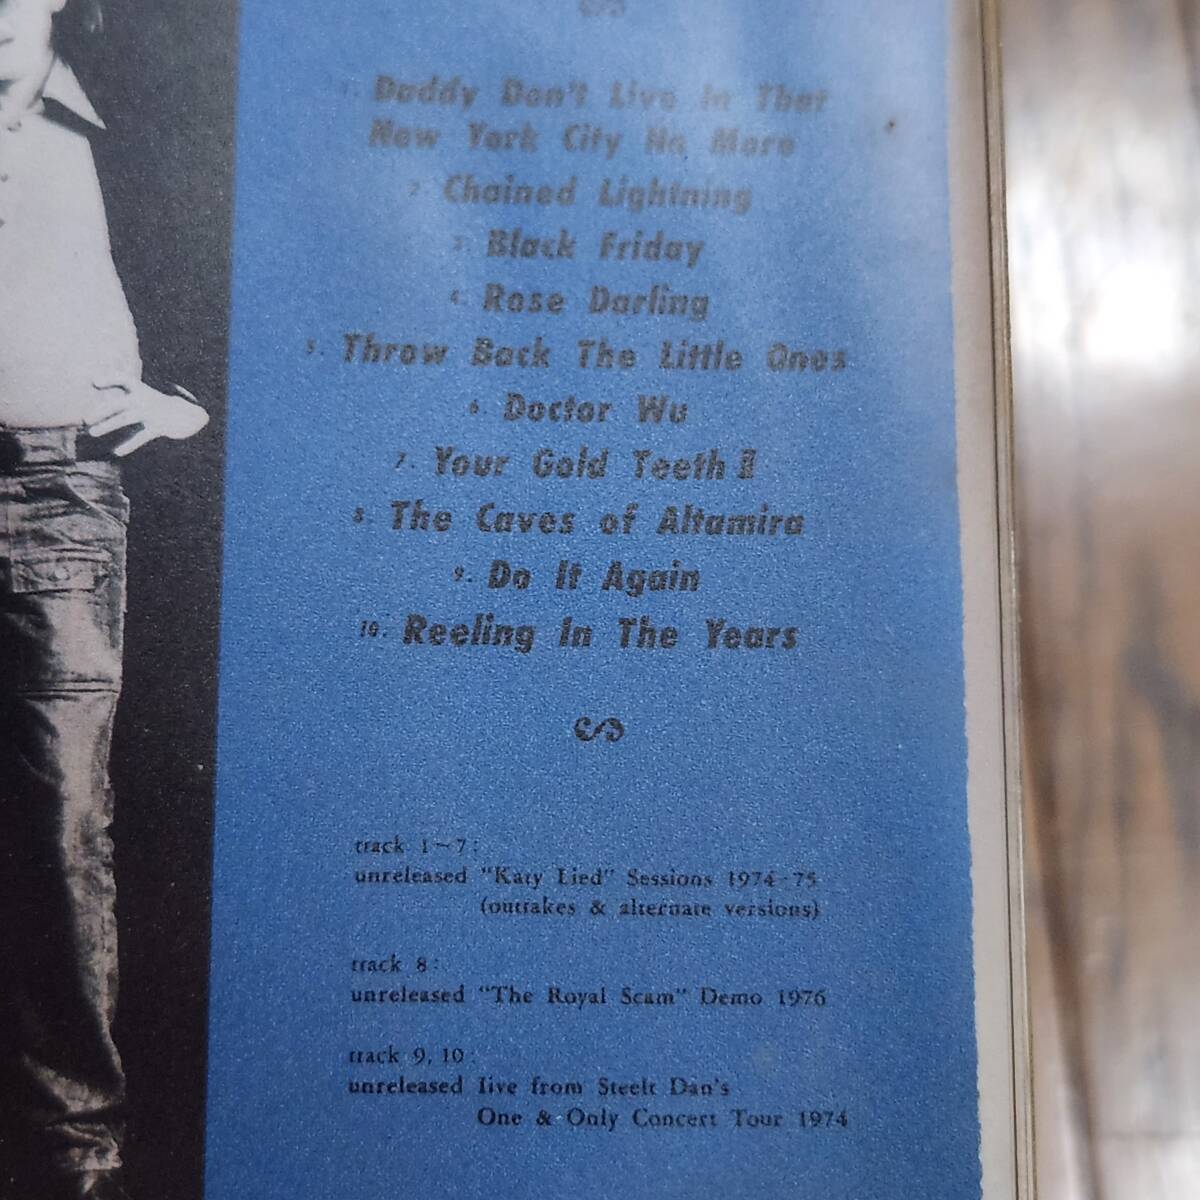 1. Daddy Don't Live In That
New York City No More
2. Chained Lightning
3. Black Friday
4. Rose Darling
5. Throw Back The Little Ones
6. Doctor Wu
7. Your Gold Teeth II
8. The Caves of Altamira
9. Do It Again
10. Reeling In The Years
track 1~7:
unreleased "Katy Lied" Sessions 1974-75
(outtakes & alternate versions)
track 8:
unreleased "The Royal Scam" Demo 1976
track 9, 10:
unreleased live from Steelt Dan's
One & Only Concert Tour 1974